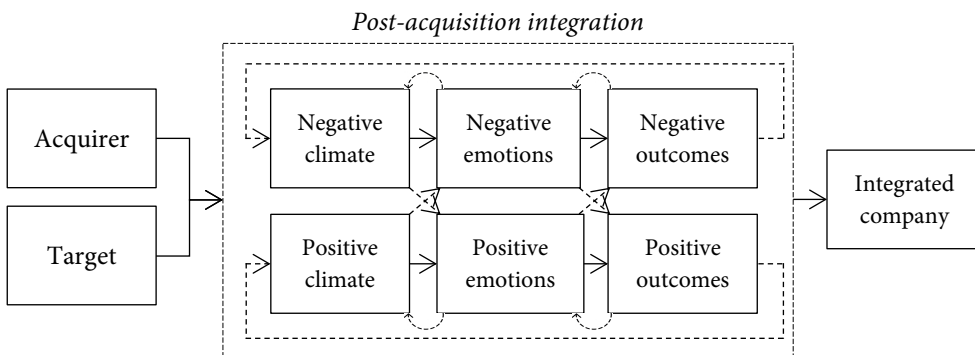 Post-acquisition integration
Acquirer
Target
Negative
climate
Negative
emotions
Negative
outcomes
Positive
climate
Positive
emotions
Positive
outcomes
Integrated
company